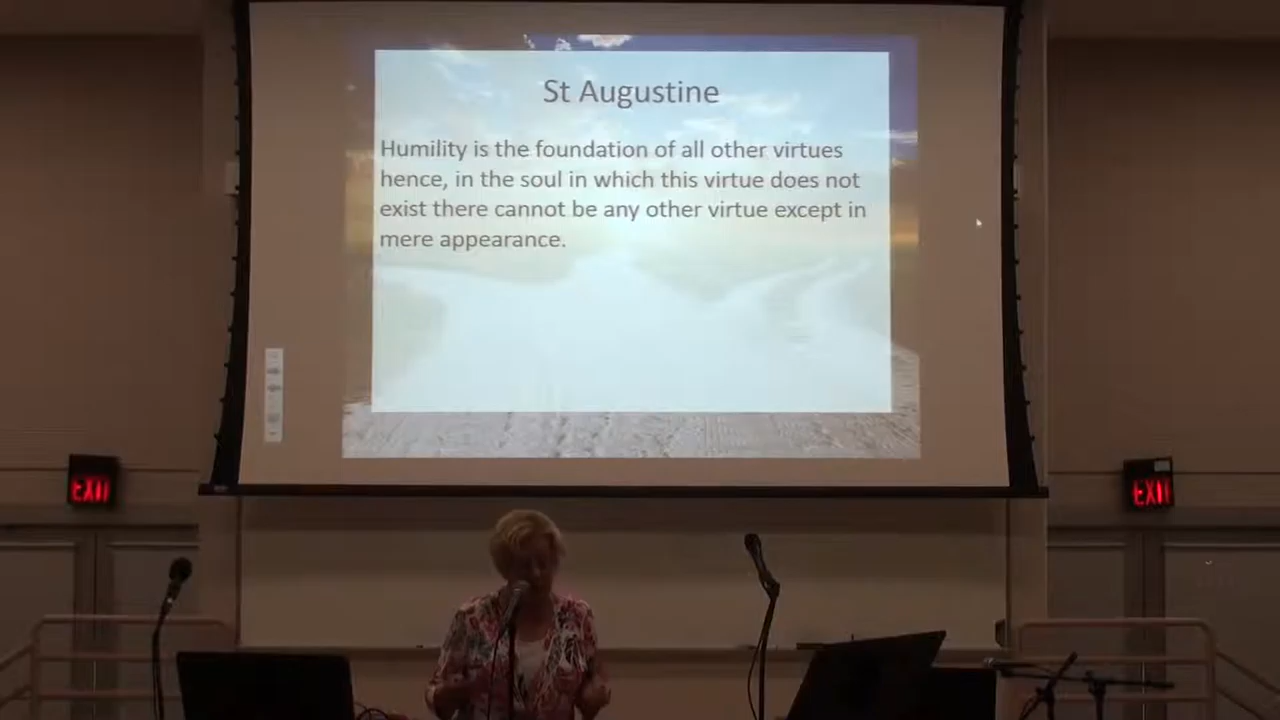 St Augustine
Humility is the foundation of all other virtues
hence, in the soul in which this virtue does not
exist there cannot be any other virtue except in
mere appearance.
EXIT
EXIT